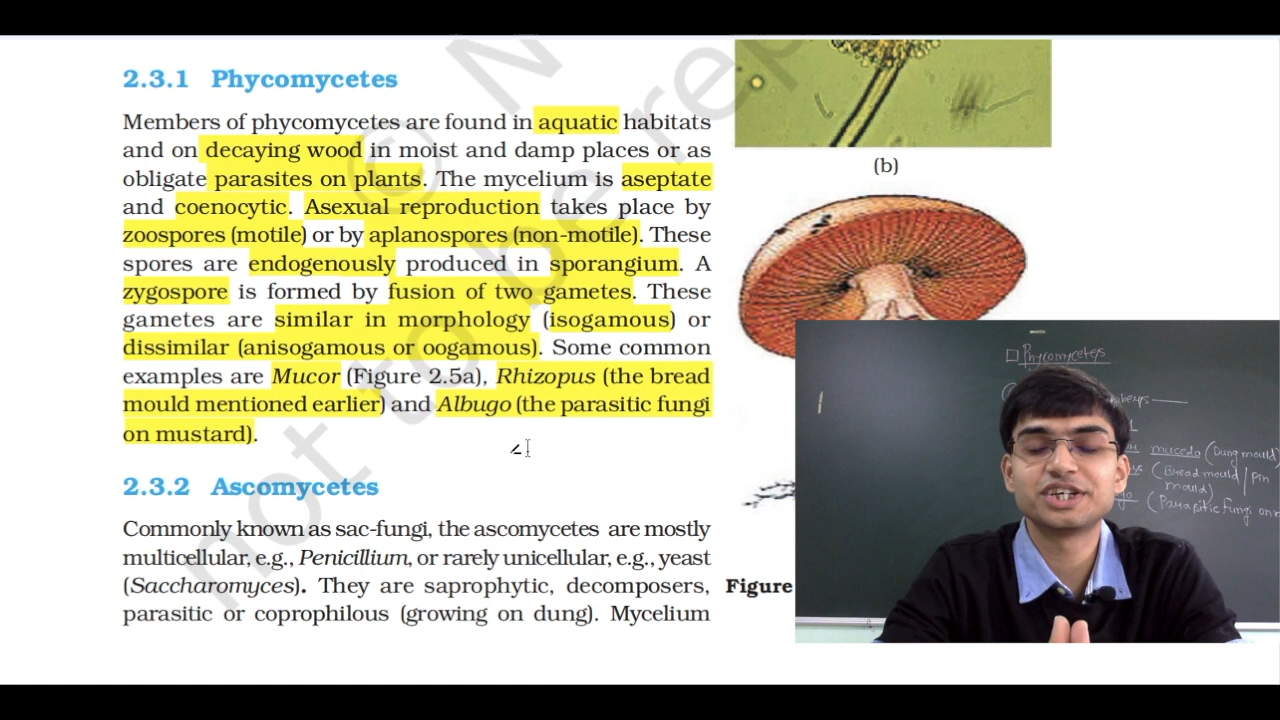 2.3.1 Phycomycetes
Members of phycomycetes are found in aquatic habitats
and on decaying wood in moist and damp places or as
obligate parasites on plants. The mycelium is aseptate
and coenocytic. Asexual reproduction takes place by
zoospores (motile) or by aplanospores (non-motile). These
spores are endogenously produced in sporangium. A
zygospore is formed by fusion of two gametes. These
gametes are similar in morphology (isogamous) or
dissimilar (anisogamous or oogamous). Some common
examples are Mucor (Figure 2.5a), Rhizopus (the bread
mould mentioned earlier) and Albugo (the parasitic fungi
on mustard).
2.3.2 Ascomycetes
Commonly known as sac-fungi, the ascomycetes are mostly
multicellular, e.g., Penicillium, or rarely unicellular, e.g., yeast
(Saccharomyces). They are saprophytic, decomposers,
parasitic or coprophilous (growing on dung). Mycelium
(b)
Figure
© N
not to be rep
Phycomycetes
mucedo (Dung mould)
(Bread mould / Pin
mould)
(Parasitic fungi on